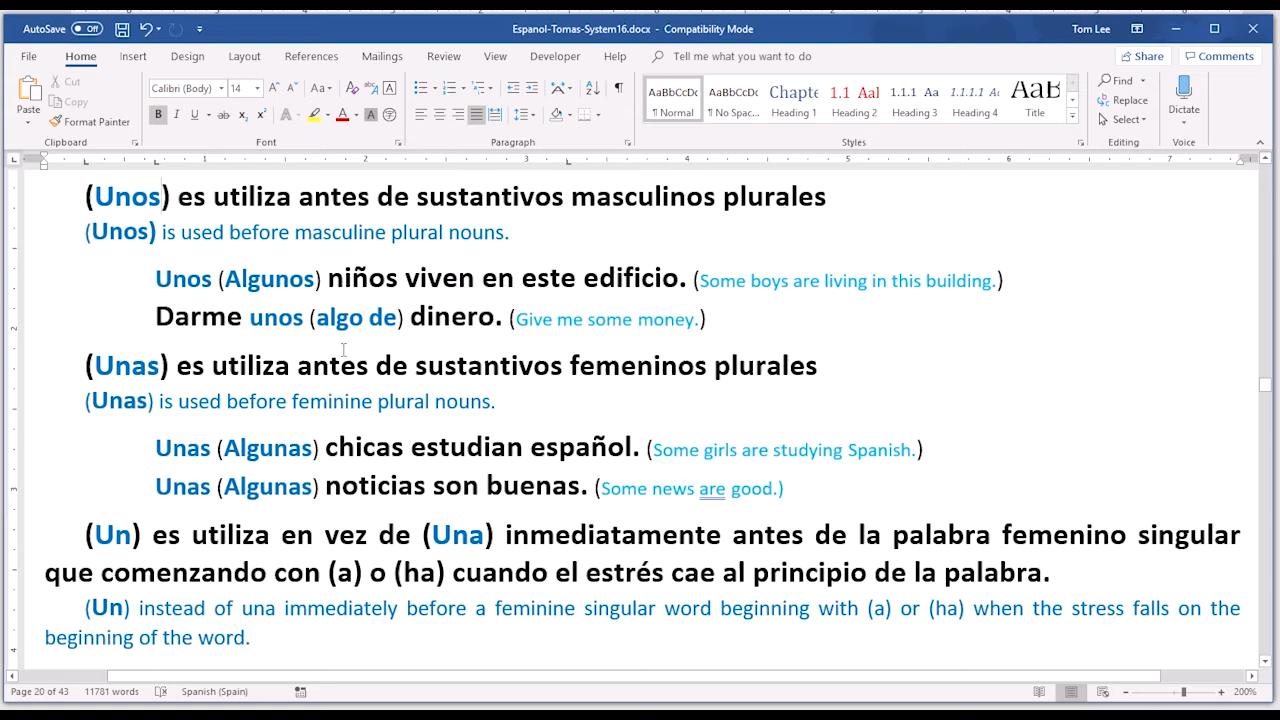 AutoSave Off Espanol-Tomas-System16.docx - Compatibility Mode Tom Lee
File Home Insert Draw Design Layout References Mailings Review View Developer Help Tell me what you want to do Share Comments
Paste Cut Copy Format Painter
Calibri (Body) 14
AaBbCcDc AaBbCcDc Chapte 1.1 Aal 1.1.1 Aa 1.1.1.1 Ac AaB
¶ Normal ¶ No Spac... Heading 1 Heading 2 Heading 3 Heading 4 Title
Find Replace Select Dictate
Clipboard Font Paragraph Styles Editing Voice
(Unos) es utiliza antes de sustantivos masculinos plurales
(Unos) is used before masculine plural nouns.
Unos (Algunos) niños viven en este edificio. (Some boys are living in this building.)
Darme unos (algo de) dinero. (Give me some money.)
(Unas) es utiliza antes de sustantivos femeninos plurales
(Unas) is used before feminine plural nouns.
Unas (Algunas) chicas estudian español. (Some girls are studying Spanish.)
Unas (Algunas) noticias son buenas. (Some news are good.)
(Un) es utiliza en vez de (Una) inmediatamente antes de la palabra femenino singular
que comenzando con (a) o (ha) cuando el estrés cae al principio de la palabra.
(Un) instead of una immediately before a feminine singular word beginning with (a) or (ha) when the stress falls on the
beginning of the word.
Page 20 of 43 11781 words Spanish (Spain) 200%